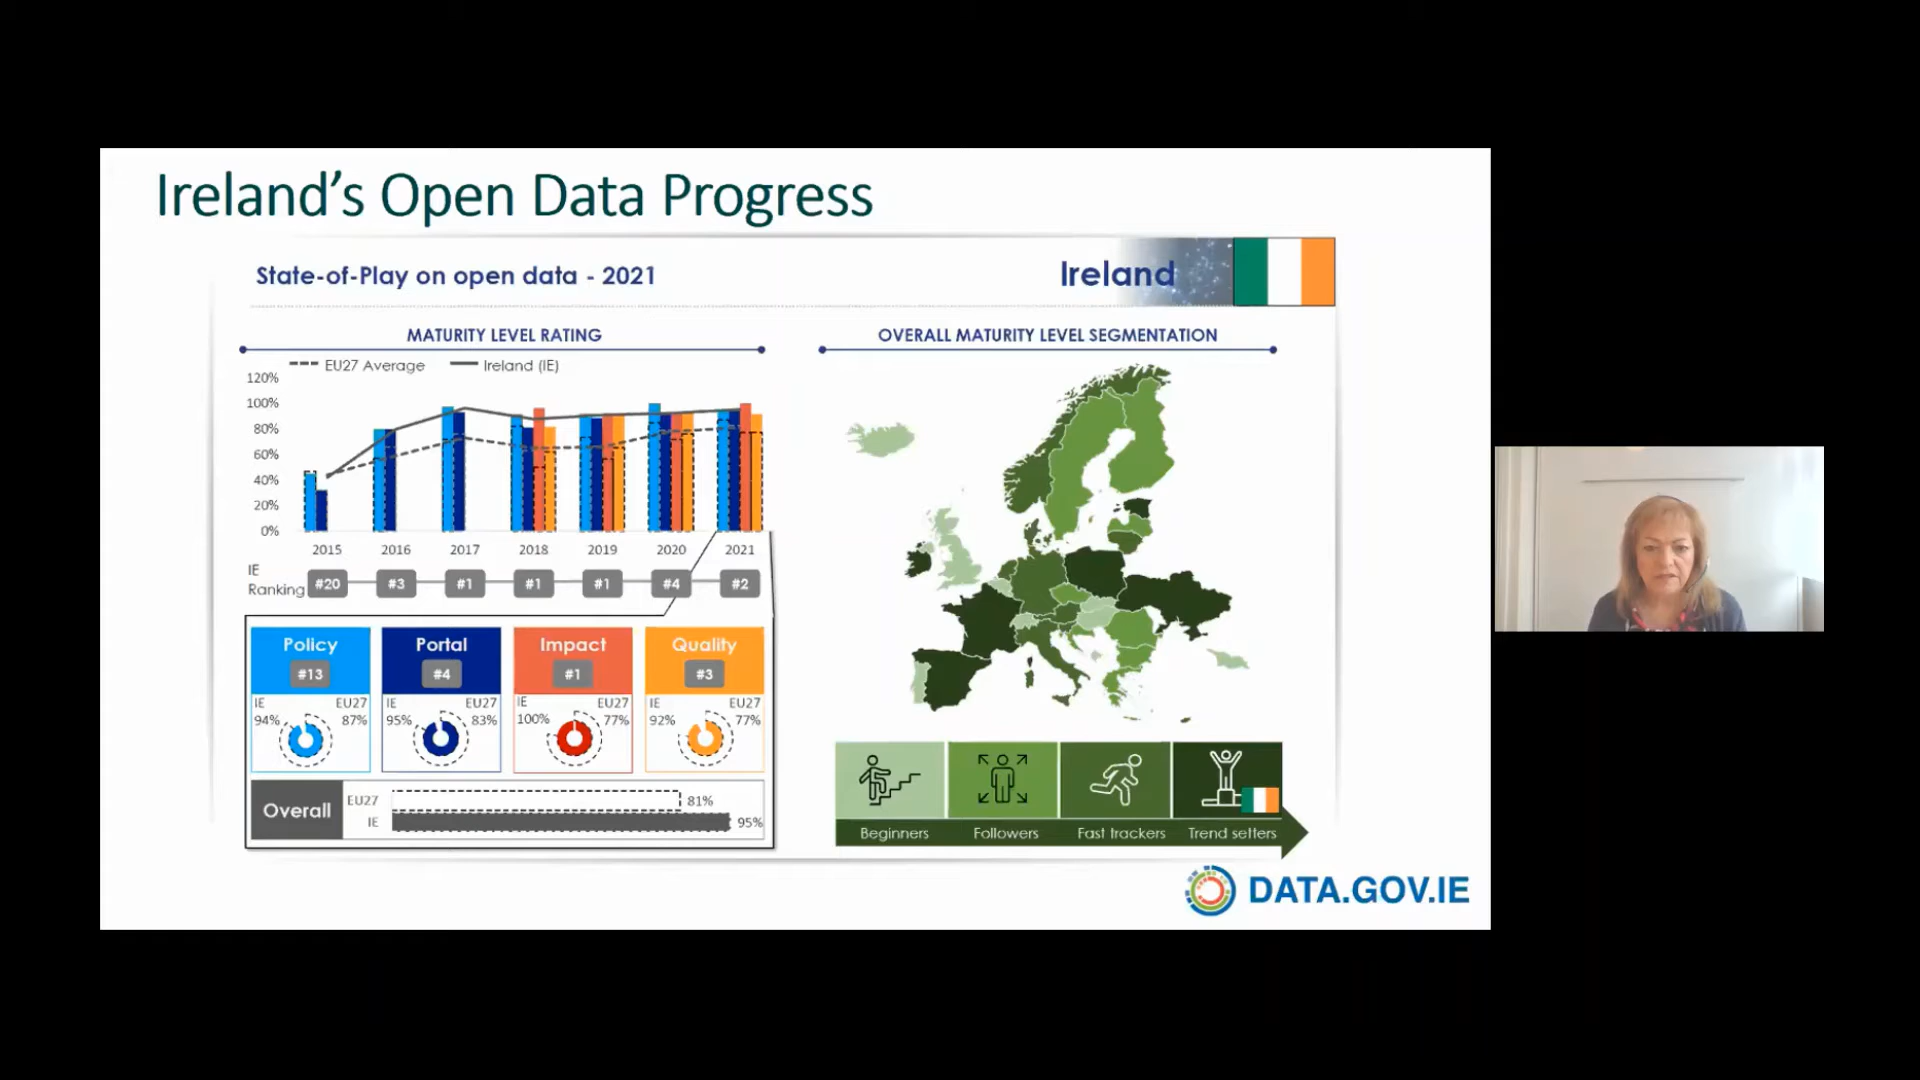 Ireland's Open Data Progress
State-of-Play on open data - 2021
Ireland
MATURITY LEVEL RATING
EU27 Average
Ireland (IE)
120%
100%
80%
60%
40%
20%
0%
2015 2016 2017 2018 2019 2020 2021
IE
Ranking
#20 #3 #1 #1 #1 #4 #2
Policy
#13
IE EU27
94% 87%
Portal
#4
IE EU27
95% 83%
Impact
#1
IE EU27
100% 77%
Quality
#3
IE EU27
92% 77%
Overall
EU27 81%
IE 95%
OVERALL MATURITY LEVEL SEGMENTATION
Beginners Followers Fast trackers Trend setters
DATA.GOV.IE